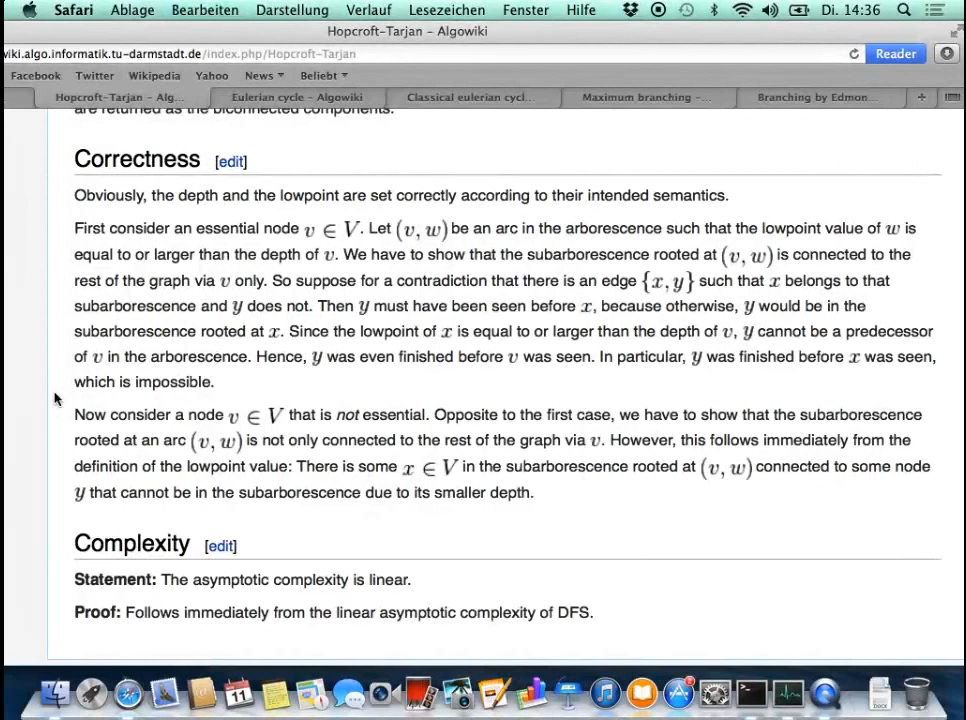 Safari Ablage Bearbeiten Darstellung Verlauf Lesezeichen Fenster Hilfe Di. 14:36
Hopcroft-Tarjan – Algowiki
wiki.algo.informatik.tu-darmstadt.de/index.php/Hopcroft-Tarjan Reader
Facebook Twitter Wikipedia Yahoo News Beliebt
Hopcroft-Tarjan - Alg... Eulerian cycle - Algowiki Classical eulerian cycl... Maximum branching -... Branching by Edmon... +
are returned as the biconnected components.
Correctness [edit]
Obviously, the depth and the lowpoint are set correctly according to their intended semantics.
First consider an essential node v ∈ V. Let (v, w) be an arc in the arborescence such that the lowpoint value of w is
equal to or larger than the depth of v. We have to show that the subarborescence rooted at (v, w) is connected to the
rest of the graph via v only. So suppose for a contradiction that there is an edge {x, y} such that x belongs to that
subarborescence and y does not. Then y must have been seen before x, because otherwise, y would be in the
subarborescence rooted at x. Since the lowpoint of x is equal to or larger than the depth of v, y cannot be a predecessor
of v in the arborescence. Hence, y was even finished before v was seen. In particular, y was finished before x was seen,
which is impossible.
Now consider a node v ∈ V that is not essential. Opposite to the first case, we have to show that the subarborescence
rooted at an arc (v, w) is not only connected to the rest of the graph via v. However, this follows immediately from the
definition of the lowpoint value: There is some x ∈ V in the subarborescence rooted at (v, w) connected to some node
y that cannot be in the subarborescence due to its smaller depth.
Complexity [edit]
Statement: The asymptotic complexity is linear.
Proof: Follows immediately from the linear asymptotic complexity of DFS.
11